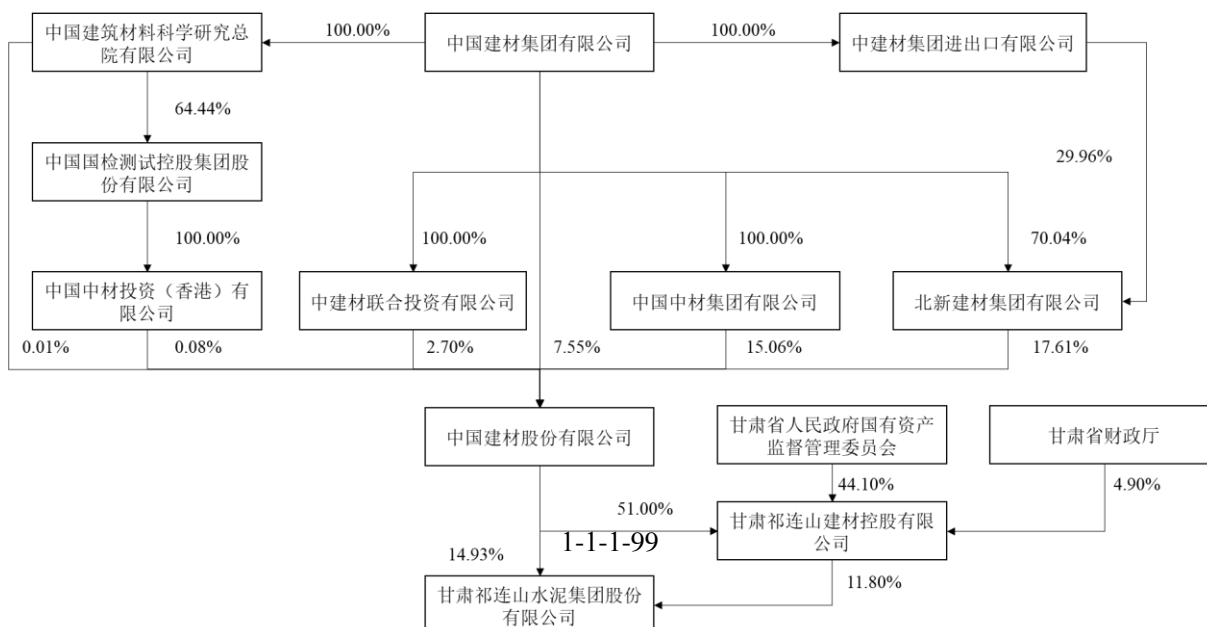 中国建筑材料科学研究总
院有限公司
100.00%
中国建材集团有限公司
100.00%
中建材集团进出口有限公司
64.44%
29.96%
中国国检测试控股集团股
份有限公司
100.00%
100.00%
100.00%
70.04%
中国中材投资（香港）有
限公司
中建材联合投资有限公司
中国中材集团有限公司
北新建材集团有限公司
0.01%
0.08%
2.70%
7.55%
15.06%
17.61%
中国建材股份有限公司
甘肃省人民政府国有资产
监督管理委员会
甘肃省财政厅
44.10%
4.90%
51.00%
甘肃祁连山建材控股有限
公司
1-1-1-99
14.93%
11.80%
甘肃祁连山水泥集团股份
有限公司